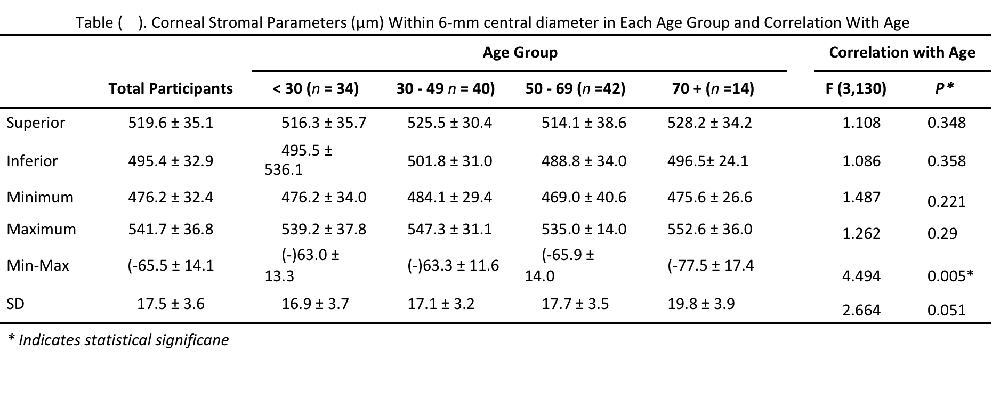 Table ( ). Corneal Stromal Parameters (µm) Within 6-mm central diameter in Each Age Group and Correlation With Age
Age Group Correlation with Age
Total Participants < 30 (n = 34) 30 - 49 n = 40) 50 - 69 (n =42) 70 + (n =14) F (3,130) P*
Superior 519.6 ± 35.1 516.3 ± 35.7 525.5 ± 30.4 514.1 ± 38.6 528.2 ± 34.2 1.108 0.348
Inferior 495.4 ± 32.9 495.5 ± 536.1 501.8 ± 31.0 488.8 ± 34.0 496.5± 24.1 1.086 0.358
Minimum 476.2 ± 32.4 476.2 ± 34.0 484.1 ± 29.4 469.0 ± 40.6 475.6 ± 26.6 1.487 0.221
Maximum 541.7 ± 36.8 539.2 ± 37.8 547.3 ± 31.1 535.0 ± 14.0 552.6 ± 36.0 1.262 0.29
Min-Max (-65.5 ± 14.1 (-)63.0 ± 13.3 (-)63.3 ± 11.6 (-65.9 ± 14.0 (-77.5 ± 17.4 4.494 0.005*
SD 17.5 ± 3.6 16.9 ± 3.7 17.1 ± 3.2 17.7 ± 3.5 19.8 ± 3.9 2.664 0.051
* Indicates statistical significane